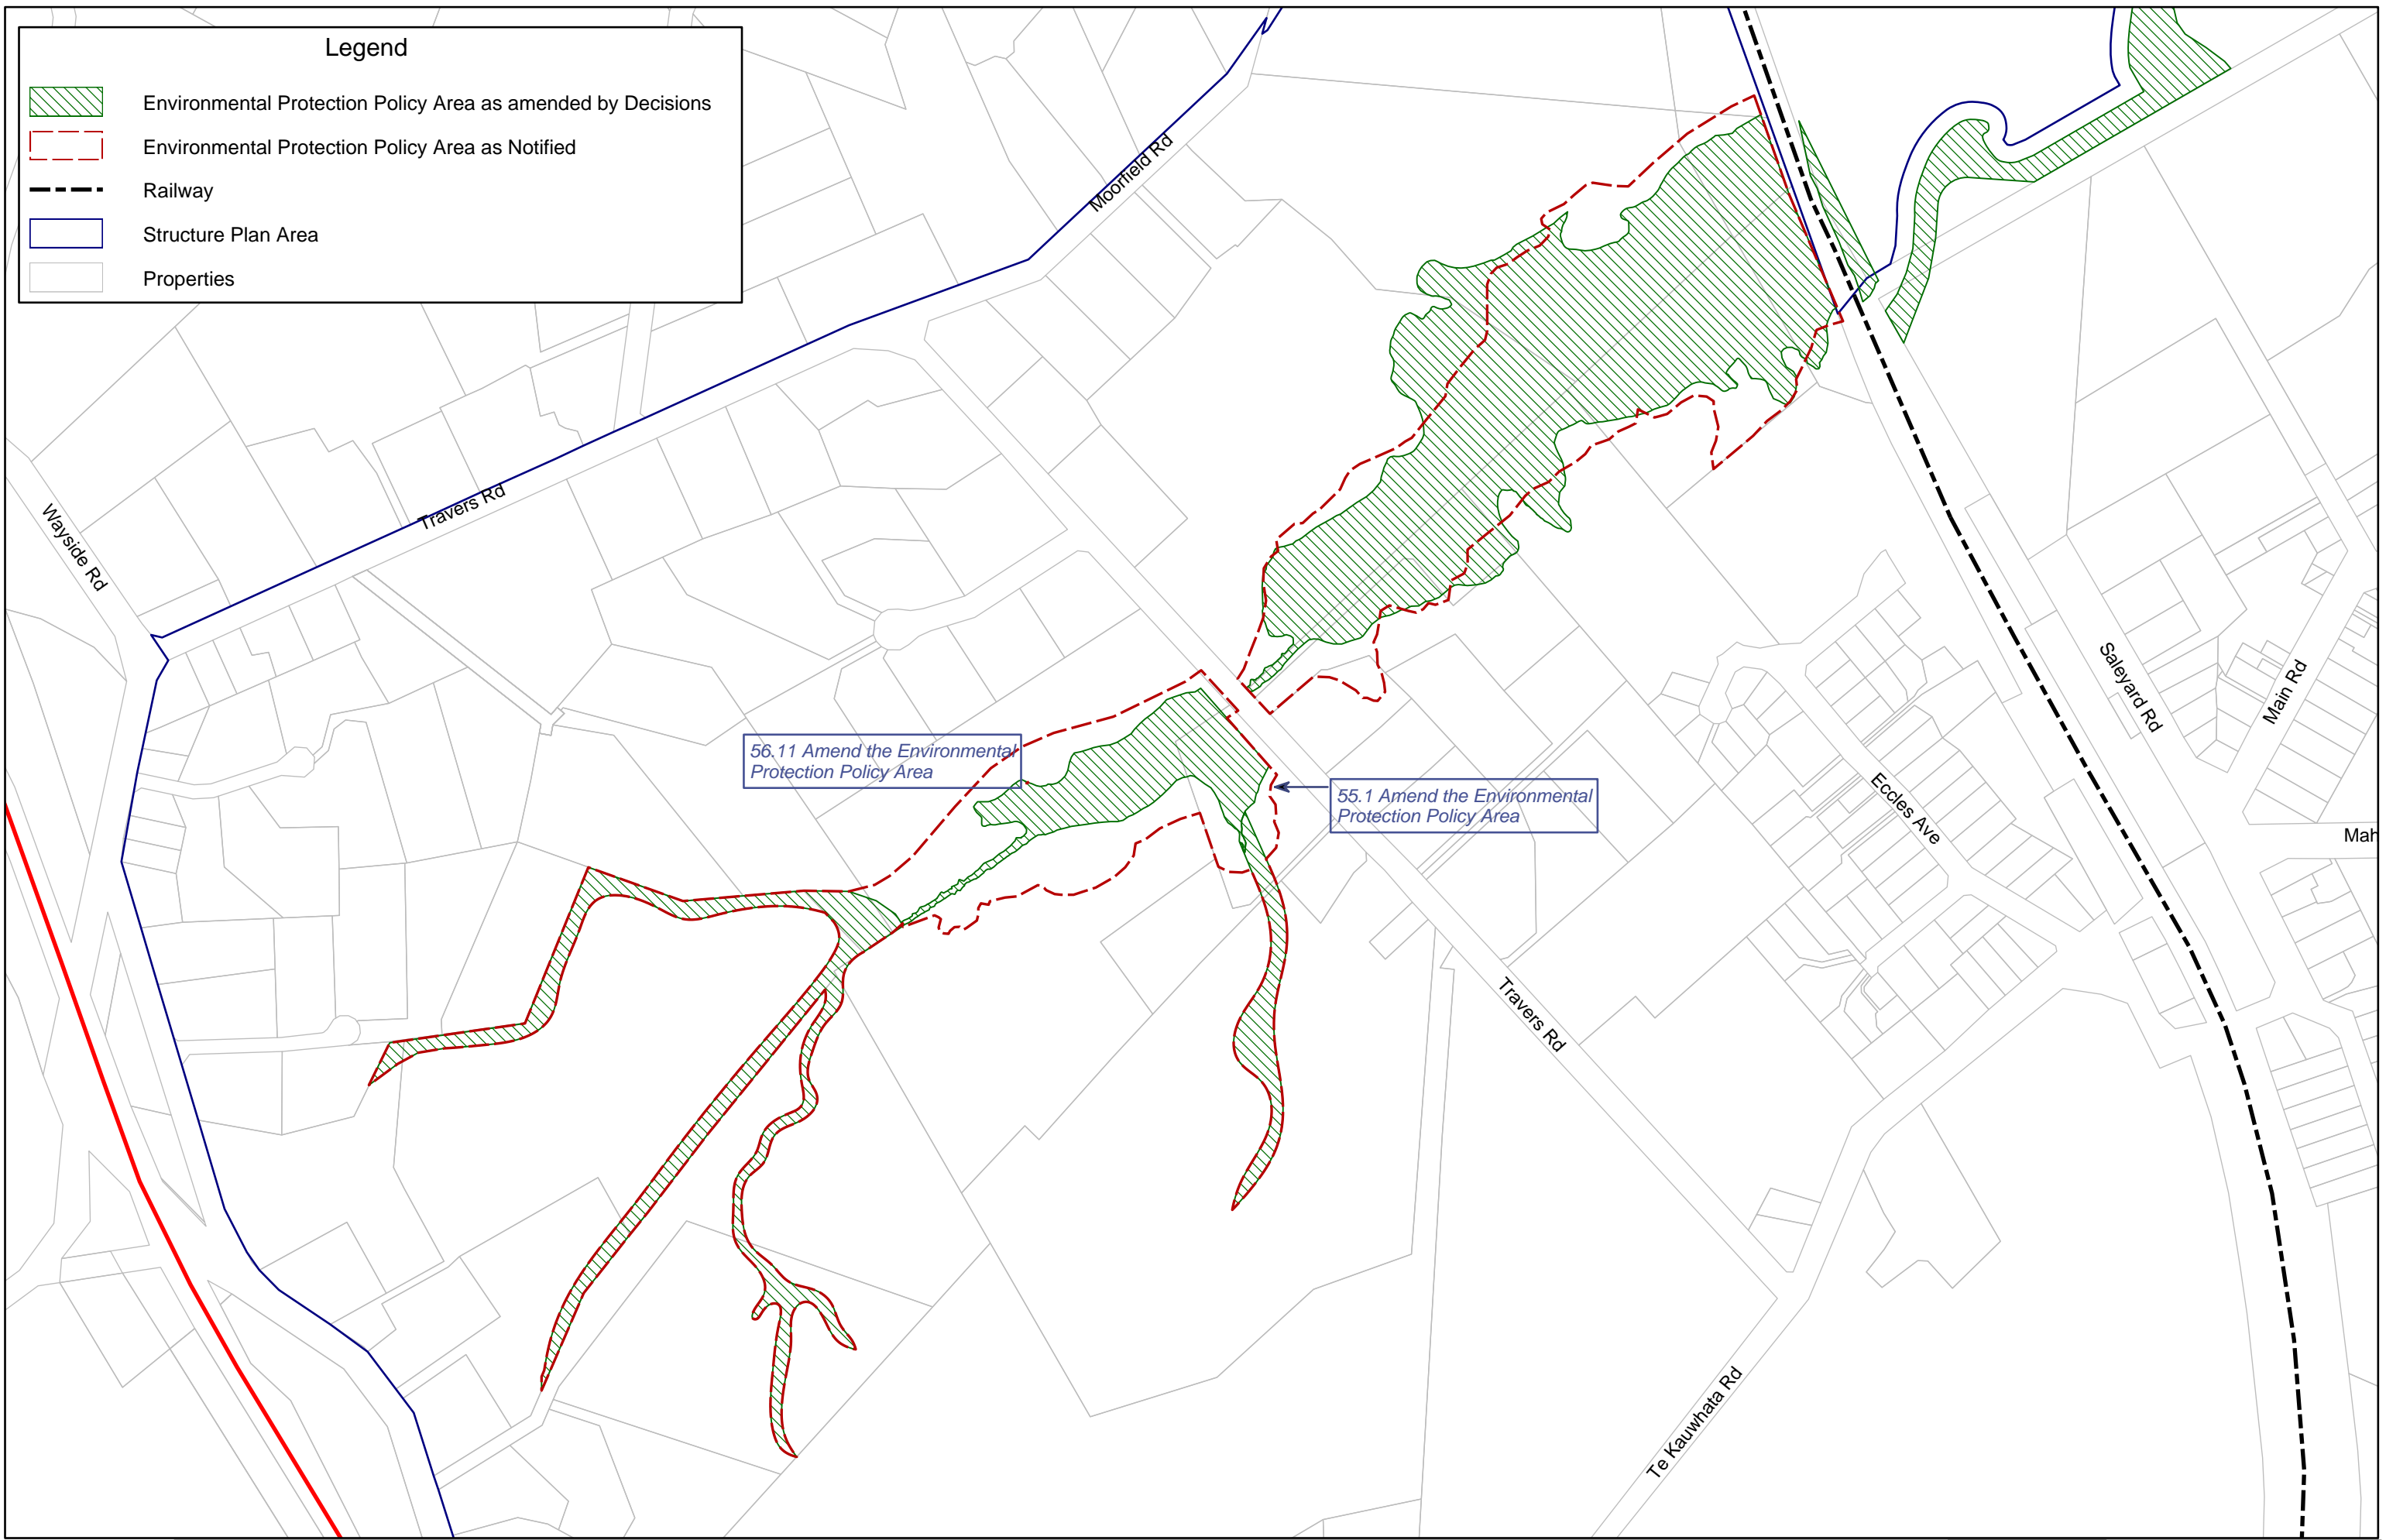 Legend
Environmental Protection Policy Area as amended by Decisions
Environmental Protection Policy Area as Notified
Railway
Structure Plan Area
Properties
Moorfield Rd
Travers Rd
Wayside Rd
56.11 Amend the Environmental
Protection Policy Area
55.1 Amend the Environmental
Protection Policy Area
Saleyard Rd
Main Rd
Eccles Ave
Mah
Travers Rd
Te Kauwhata Rd